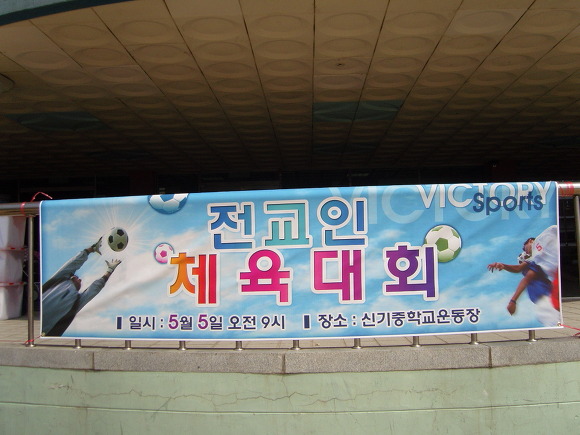 VICTORY
Sports
전교인
체육대회
일시 : 5월 5일 오전 9시
장소 : 신기중학교운동장